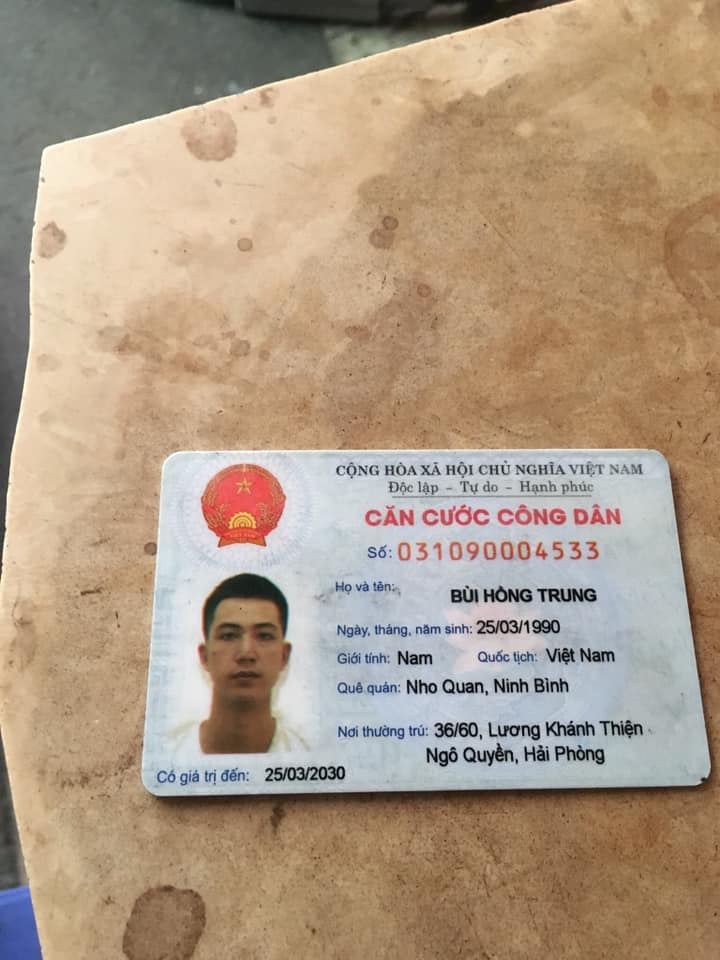 CỘNG HÒA XÃ HỘI CHỦ NGHĨA VIỆT NAM
Độc lập - Tự do - Hạnh phúc
CĂN CƯỚC CÔNG DÂN
Số: 031090004533
Họ và tên: BÙI HỒNG TRUNG
Ngày, tháng, năm sinh: 25/03/1990
Giới tính: Nam Quốc tịch: Việt Nam
Quê quán: Nho Quan, Ninh Bình
Nơi thường trú: 36/60, Lương Khánh Thiện
Ngô Quyền, Hải Phòng
Có giá trị đến: 25/03/2030